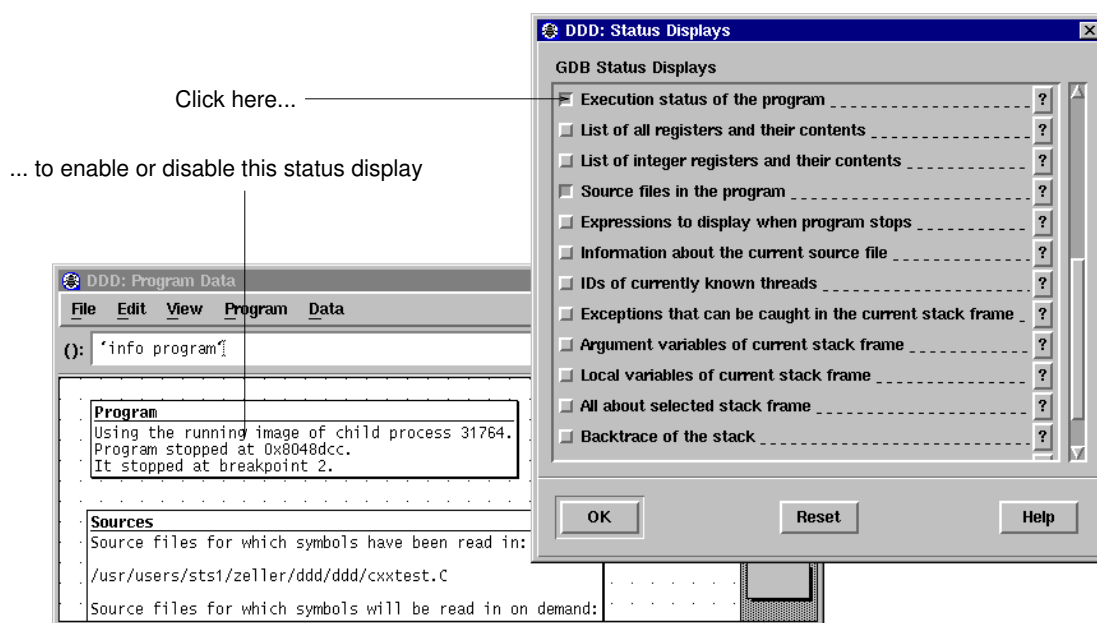 DDD: Status Displays
GDB Status Displays
Click here...
Execution status of the program ?
List of all registers and their contents ?
List of integer registers and their contents ?
... to enable or disable this status display
Source files in the program ?
Expressions to display when program stops ?
Information about the current source file ?
IDs of currently known threads ?
Exceptions that can be caught in the current stack frame ?
Argument variables of current stack frame ?
Local variables of current stack frame ?
All about selected stack frame ?
Backtrace of the stack ?
OK Reset Help
DDD: Program Data
File Edit View Program Data
(): ‘info program‘
Program
Using the running image of child process 31764.
Program stopped at 0x8048dcc.
It stopped at breakpoint 2.
Sources
Source files for which symbols have been read in:
/usr/users/sts1/zeller/ddd/ddd/cxxtest.C
Source files for which symbols will be read in on demand: